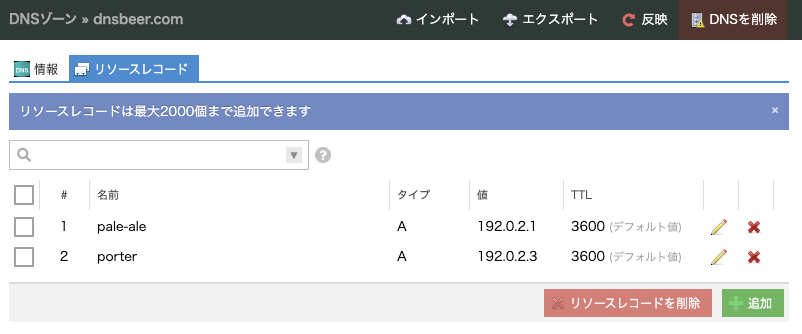 DNSゾーン » dnsbeer.com
インポート エクスポート 反映 DNSを削除
DNS 情報 リソースレコード
リソースレコードは最大2000個まで追加できます ×
# 名前 タイプ 値 TTL
1 pale-ale A 192.0.2.1 3600 (デフォルト値)
2 porter A 192.0.2.3 3600 (デフォルト値)
リソースレコードを削除 追加